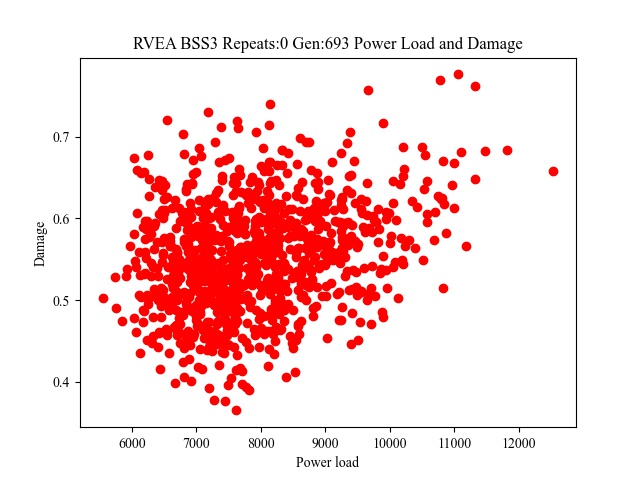 RVEA BSS3 Repeats:0 Gen:693 Power Load and Damage
0.7
0.6
0.5
0.4
Damage
6000 7000 8000 9000 10000 11000 12000
Power load